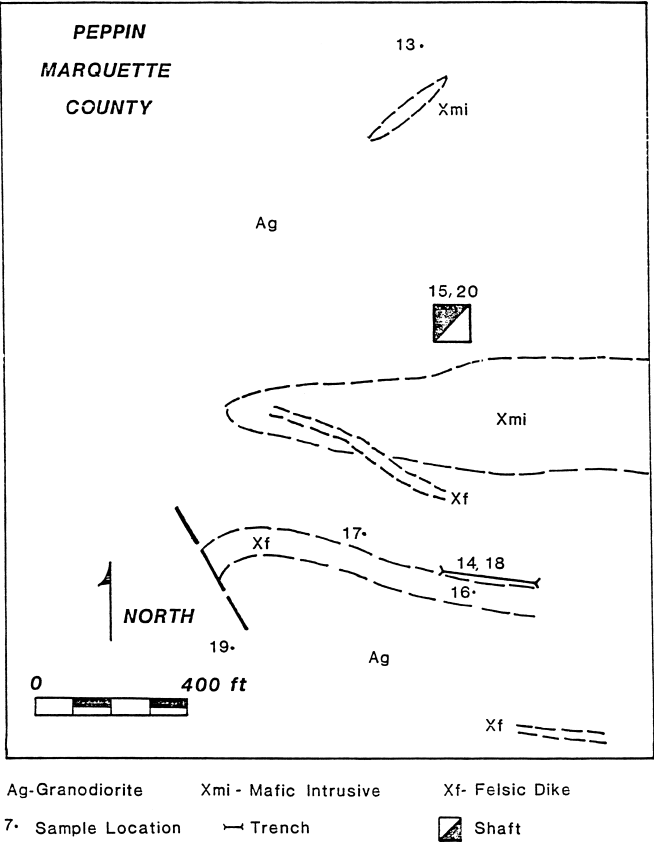 PEPPIN
MARQUETTE
COUNTY
13.
Xmi
Ag
15, 20
Xmi
Xf
17.
Xf
14, 18
16.
NORTH
19.
Ag
0 400 ft
Xf
Ag-Granodiorite Xmi - Mafic Intrusive Xf- Felsic Dike
7. Sample Location Trench Shaft